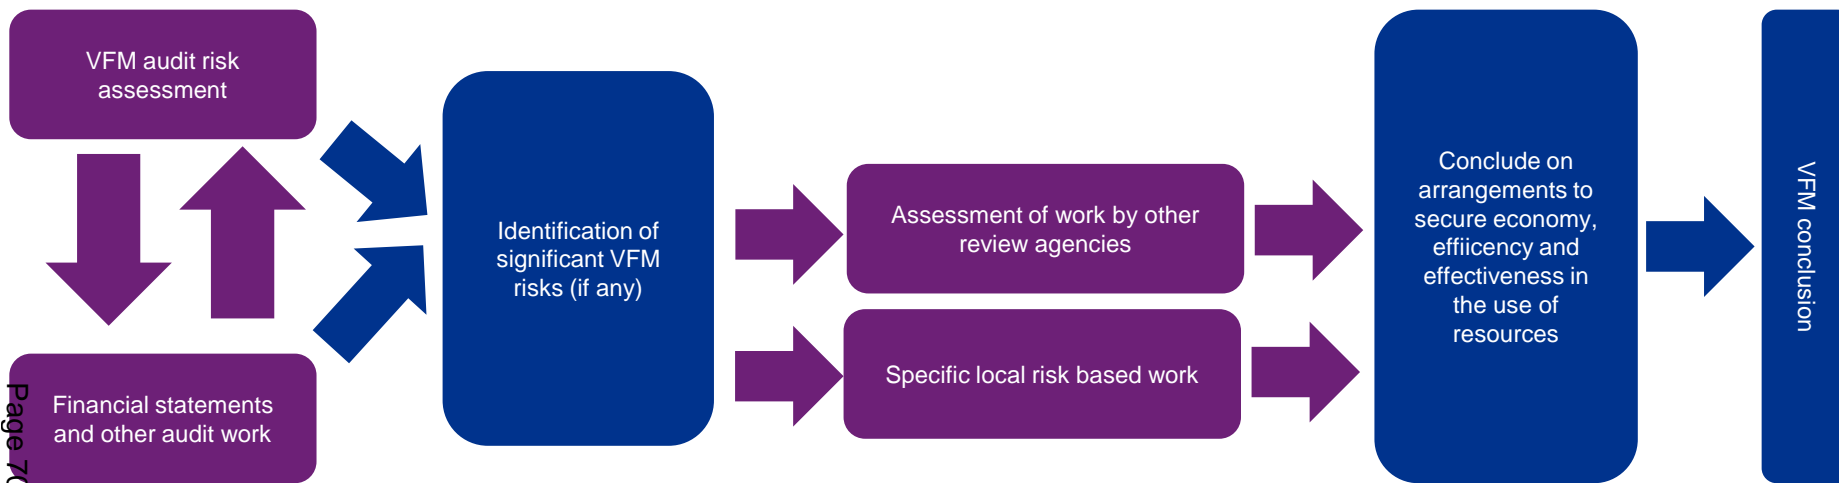 VFM audit risk
assessment
Financial statements
and other audit work
Identification of
significant VFM
risks (if any)
Assessment of work by other
review agencies
Specific local risk based work
Conclude on
arrangements to
secure economy,
effiicency and
effectiveness in
the use of
resources
VFM conclusion
Page 70